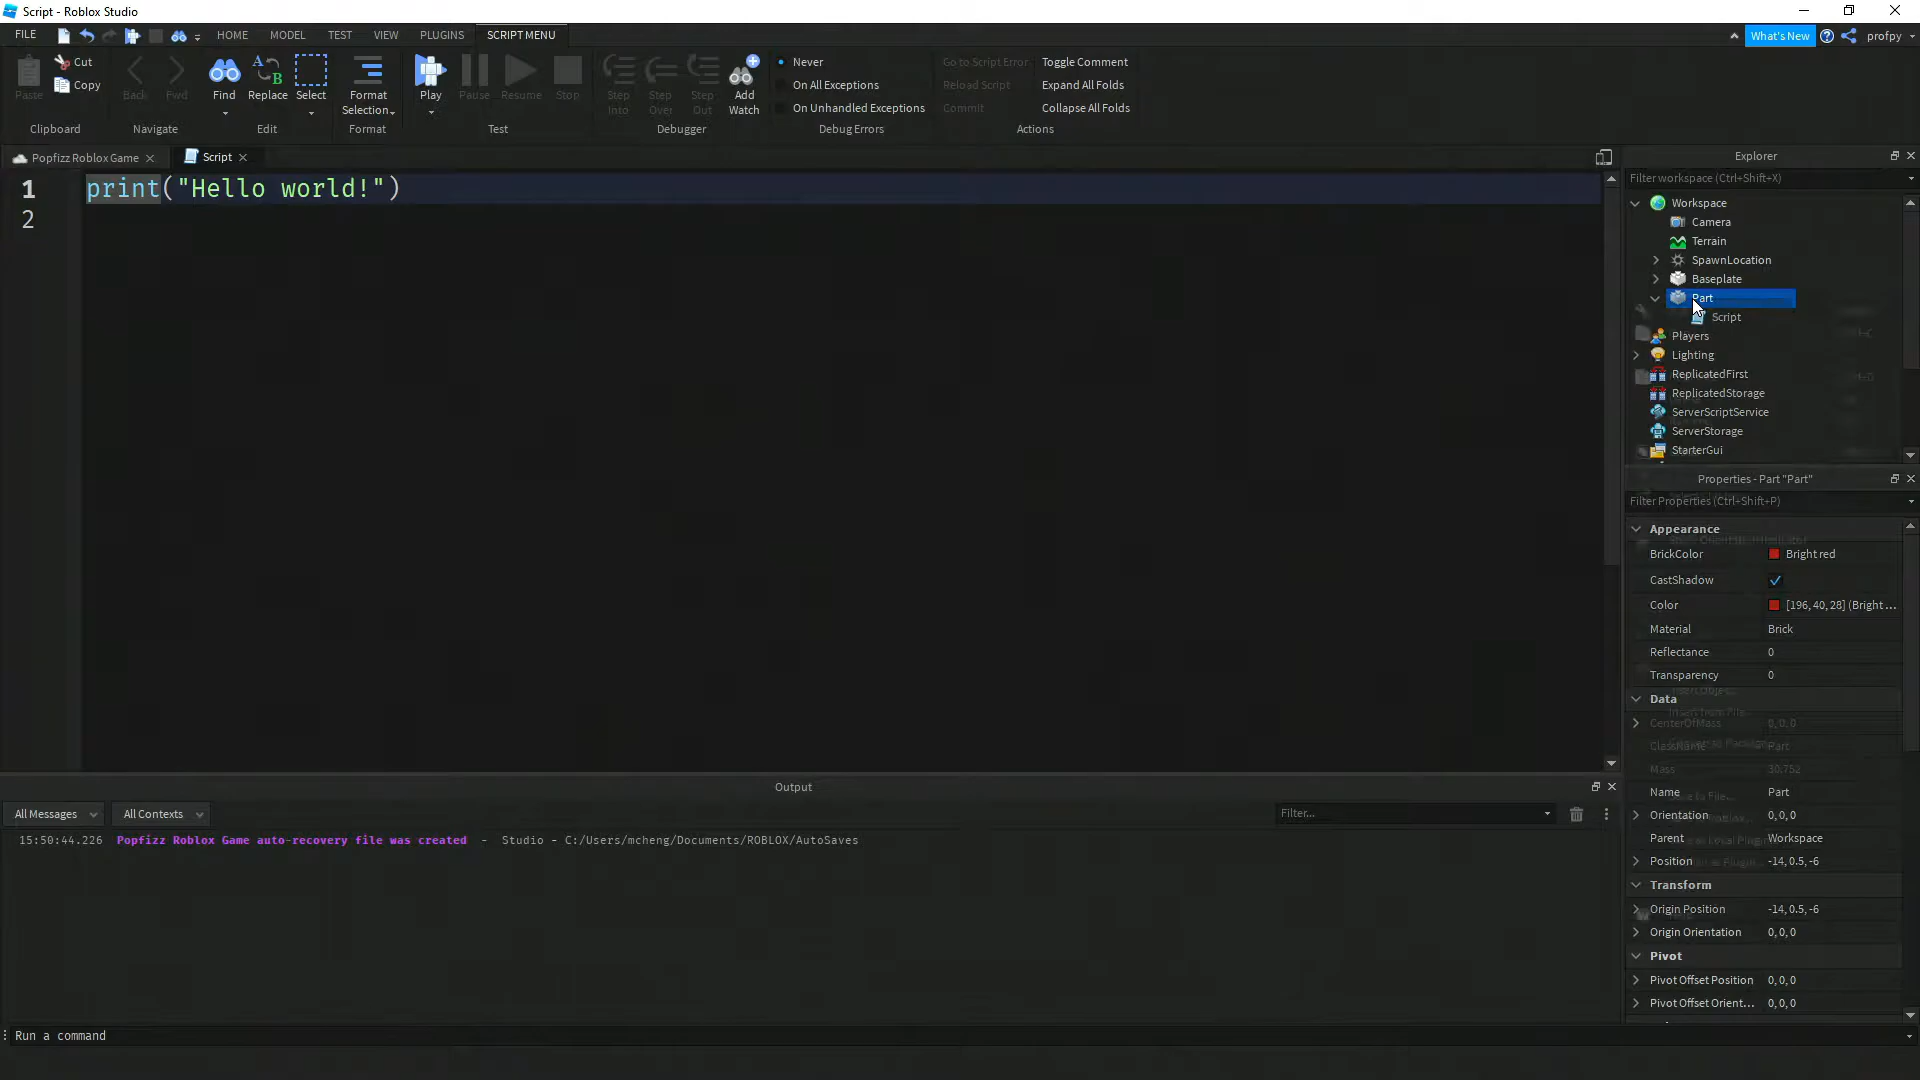 Script - Roblox Studio
FILE
HOME
MODEL
TEST
VIEW
PLUGINS
SCRIPT MENU
What's New
profpy
Paste
Cut
Copy
Clipboard
Back
Fwd
Navigate
Find
Replace
Select
Edit
Format
Selection
Format
Play
Pause
Resume
Stop
Test
Step
Into
Step
Over
Step
Out
Add
Watch
Debugger
Never
On All Exceptions
On Unhandled Exceptions
Debug Errors
Go to Script Error
Reload Script
Commit
Toggle Comment
Expand All Folds
Collapse All Folds
Actions
Popfizz Roblox Game
Script
1 print("Hello world!")
2
Explorer
Filter workspace (Ctrl+Shift+X)
Workspace
Camera
Terrain
SpawnLocation
Baseplate
Part
Script
Players
Lighting
ReplicatedFirst
ReplicatedStorage
ServerScriptService
ServerStorage
StarterGui
Properties - Part "Part"
Filter Properties (Ctrl+Shift+P)
Appearance
BrickColor Bright red
CastShadow
Color [196, 40, 28] (Bright ...
Material Brick
Reflectance 0
Transparency 0
Data
CenterOfMass 0, 0, 0
ClassName Part
Mass 30.752
Name Part
Orientation 0, 0, 0
Parent Workspace
Position -14, 0.5, -6
Transform
Origin Position -14, 0.5, -6
Origin Orientation 0, 0, 0
Pivot
Pivot Offset Position 0, 0, 0
Pivot Offset Orient... 0, 0, 0
Output
All Messages
All Contexts
Filter...
15:50:44.226 Popfizz Roblox Game auto-recovery file was created - Studio - C:/Users/mcheng/Documents/ROBLOX/AutoSaves
Run a command